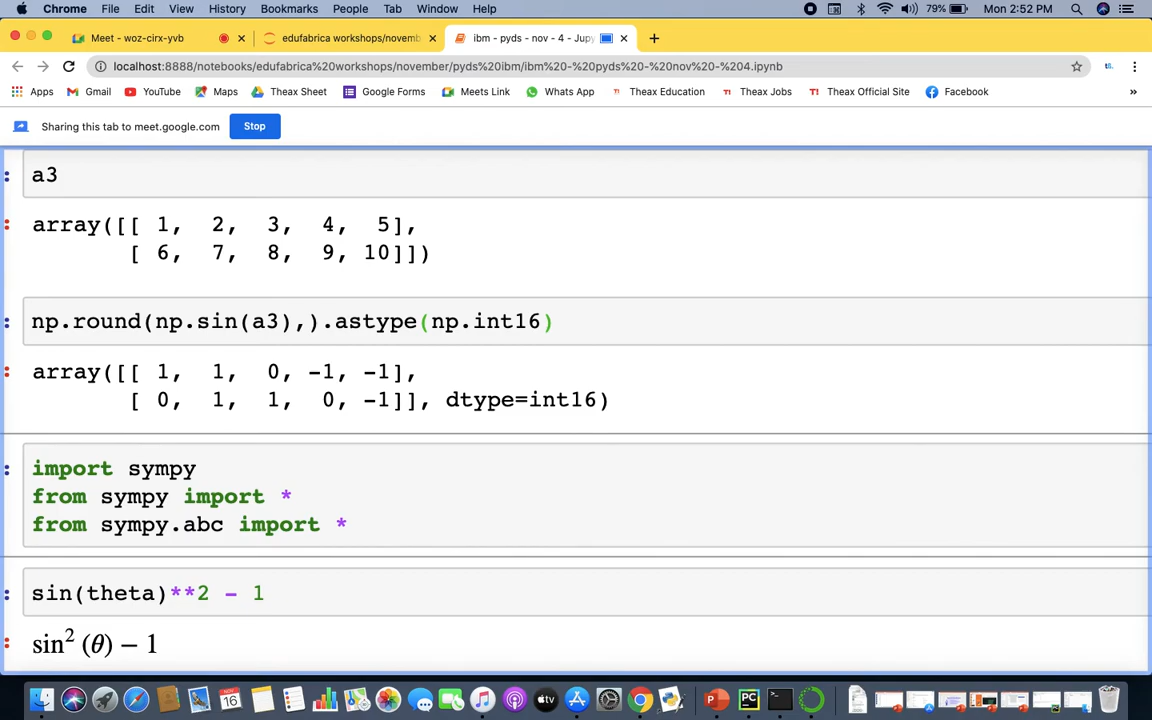 Chrome File Edit View History Bookmarks People Tab Window Help 79% Mon 2:52 PM
Meet - woz-cirx-yvb edufabrica workshops/novemb ibm - pyds - nov - 4 - Jupy
localhost:8888/notebooks/edufabrica%20workshops/november/pyds%20ibm/ibm%20-%20pyds%20-%20nov%20-%204.ipynb
Apps Gmail YouTube Maps Theax Sheet Google Forms Meets Link Whats App Theax Education Theax Jobs Theax Official Site Facebook »
Sharing this tab to meet.google.com Stop
a3
array([[ 1, 2, 3, 4, 5],
[ 6, 7, 8, 9, 10]])
np.round(np.sin(a3),).astype(np.int16)
array([[ 1, 1, 0, -1, -1],
[ 0, 1, 1, 0, -1]], dtype=int16)
import sympy
from sympy import *
from sympy.abc import *
sin(theta)**2 - 1
sin² (θ) − 1